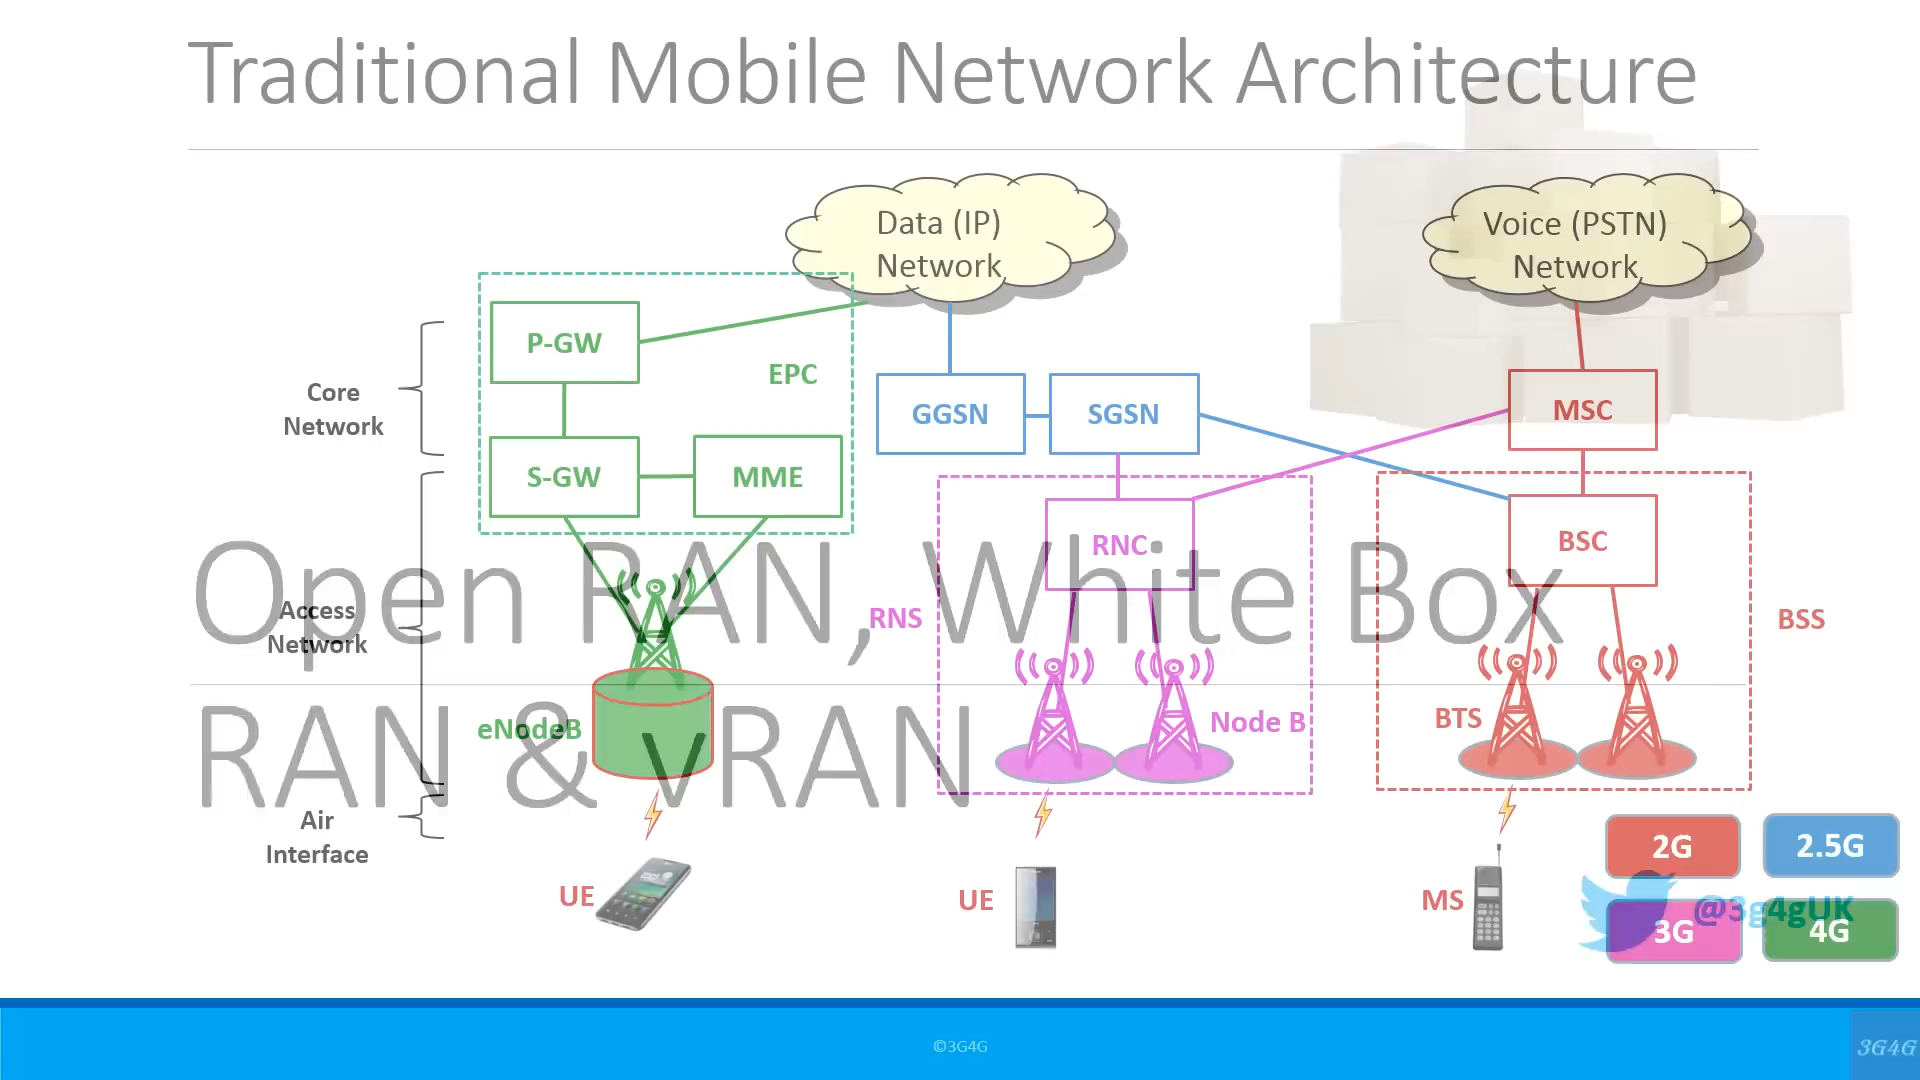 Traditional Mobile Network Architecture
Data (IP)
Network
Voice (PSTN)
Network
P-GW
EPC
Core
Network
GGSN
SGSN
MSC
S-GW
MME
RNC
BSC
Open RAN, White Box
RAN & vRAN
Access
Network
RNS
BSS
eNodeB
Node B
BTS
Air
Interface
UE
UE
MS
2G
2.5G
@3g4gUK
3G
4G
©3G4G
3G4G